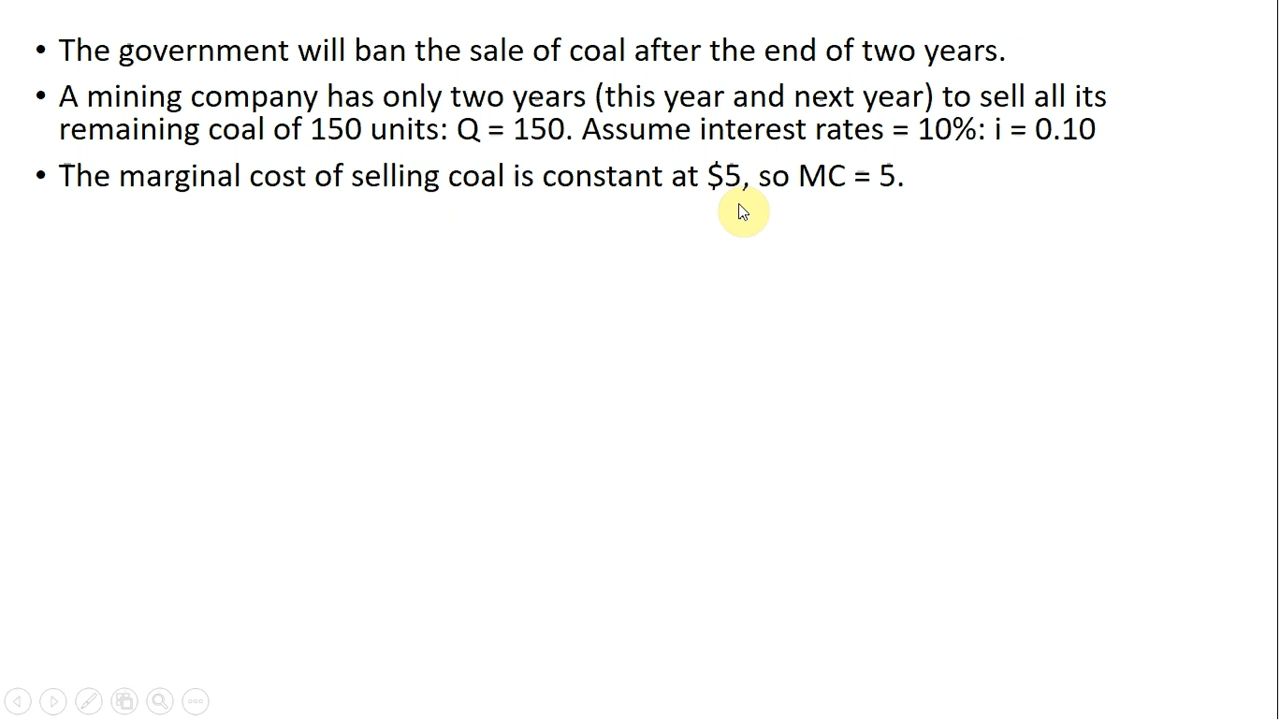 • The government will ban the sale of coal after the end of two years.
• A mining company has only two years (this year and next year) to sell all its
remaining coal of 150 units: Q = 150. Assume interest rates = 10%: i = 0.10
• The marginal cost of selling coal is constant at $5, so MC = 5.